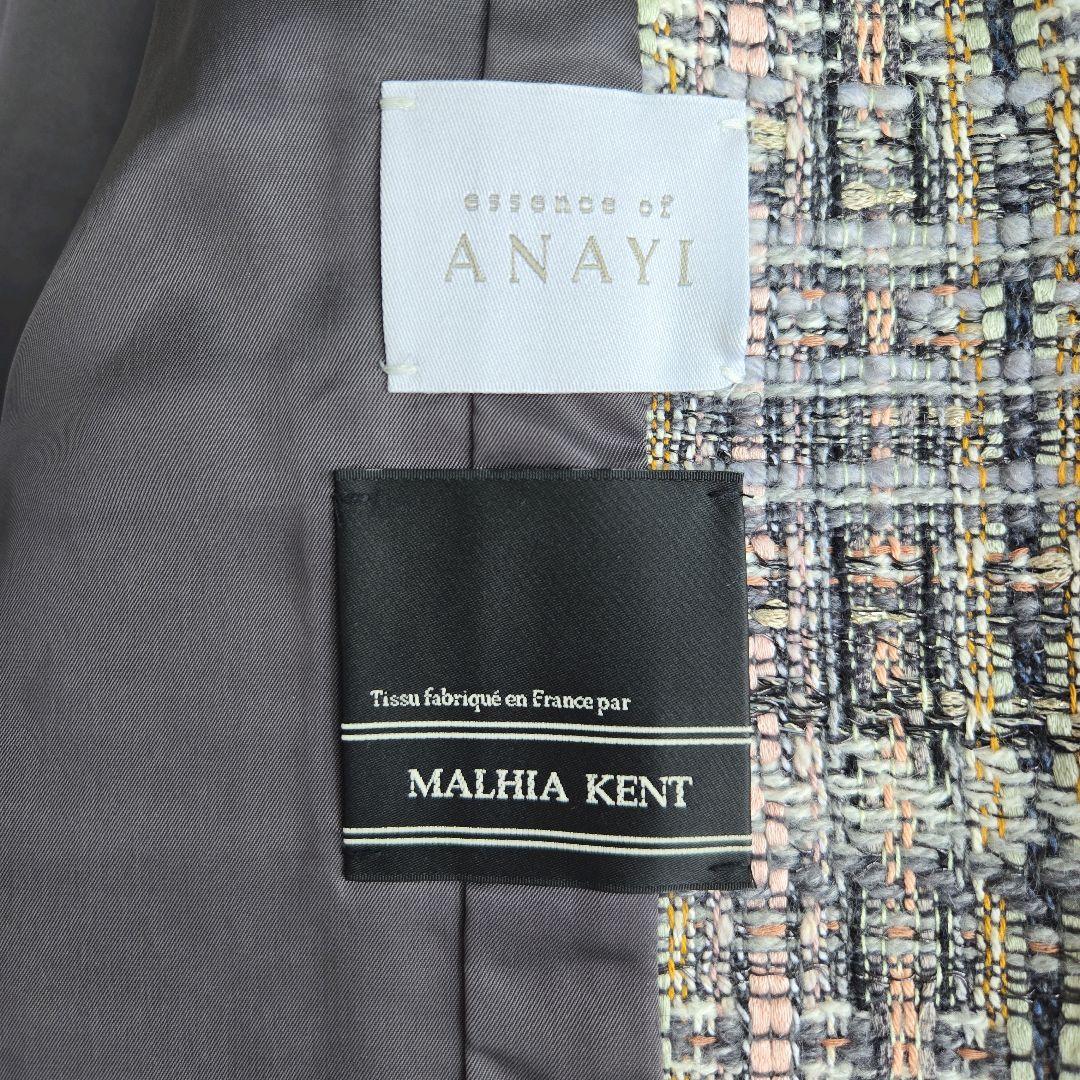 essence of
ANAYI
Tissu fabriqué en France par
MALHIA KENT